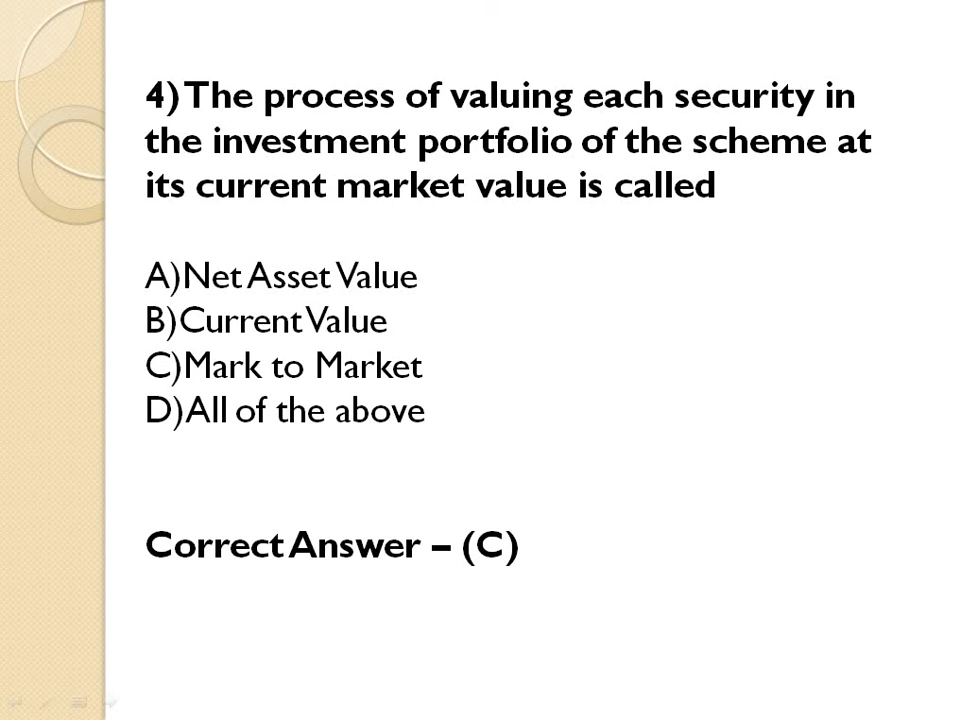 4) The process of valuing each security in
the investment portfolio of the scheme at
its current market value is called
A)Net Asset Value
B)Current Value
C)Mark to Market
D)All of the above
Correct Answer – (C)